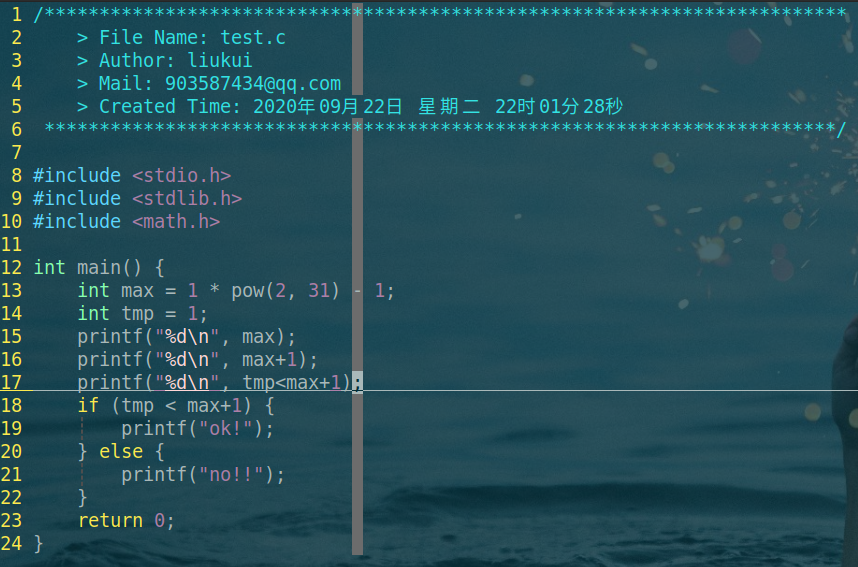 1 /*************************************************************************
2     > File Name: test.c
3     > Author: liukui
4     > Mail: 903587434@qq.com
5     > Created Time: 2020年09月22日 星期二 22时01分28秒
6  ************************************************************************/
7
8 #include <stdio.h>
9 #include <stdlib.h>
10 #include <math.h>
11
12 int main() {
13     int max = 1 * pow(2, 31) - 1;
14     int tmp = 1;
15     printf("%d\n", max);
16     printf("%d\n", max+1);
17     printf("%d\n", tmp<max+1);
18     if (tmp < max+1) {
19         printf("ok!");
20     } else {
21         printf("no!!");
22     }
23     return 0;
24 }